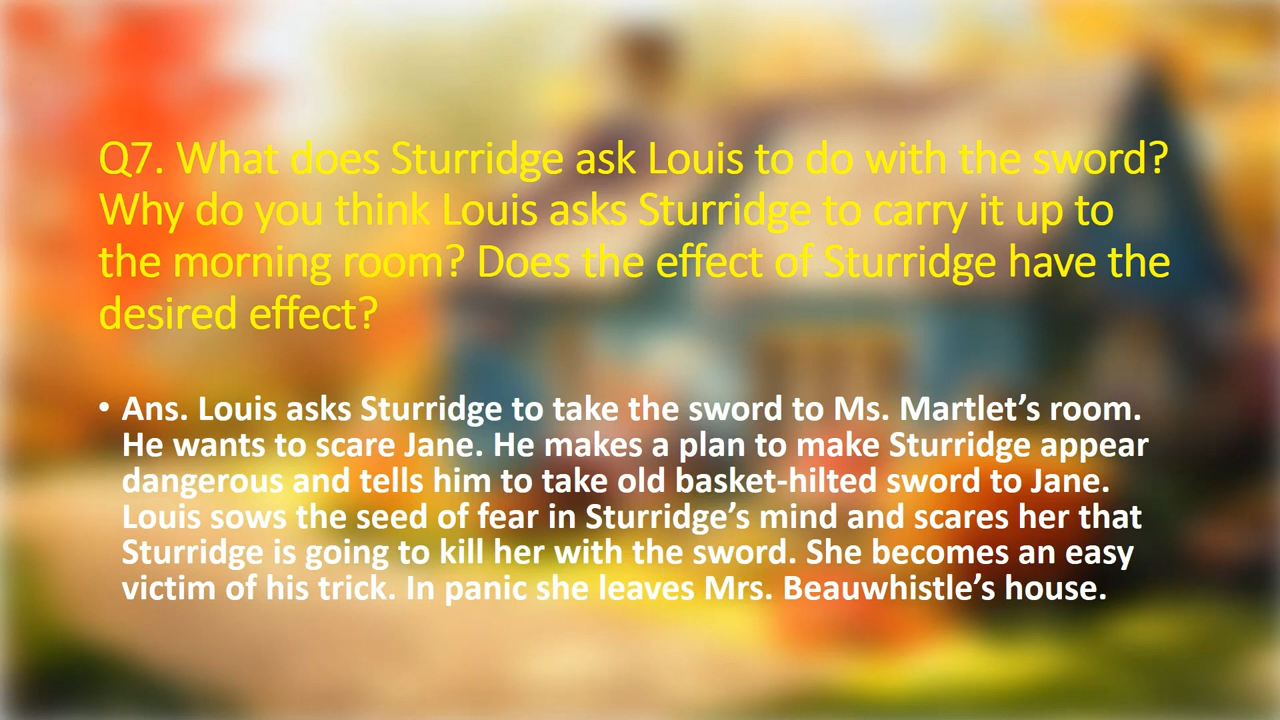 Q7. What does Sturridge ask Louis to do with the sword?
Why do you think Louis asks Sturridge to carry it up to
the morning room? Does the effect of Sturridge have the
desired effect?
• Ans. Louis asks Sturridge to take the sword to Ms. Martlet’s room.
He wants to scare Jane. He makes a plan to make Sturridge appear
dangerous and tells him to take old basket-hilted sword to Jane.
Louis sows the seed of fear in Sturridge’s mind and scares her that
Sturridge is going to kill her with the sword. She becomes an easy
victim of his trick. In panic she leaves Mrs. Beauwhistle’s house.